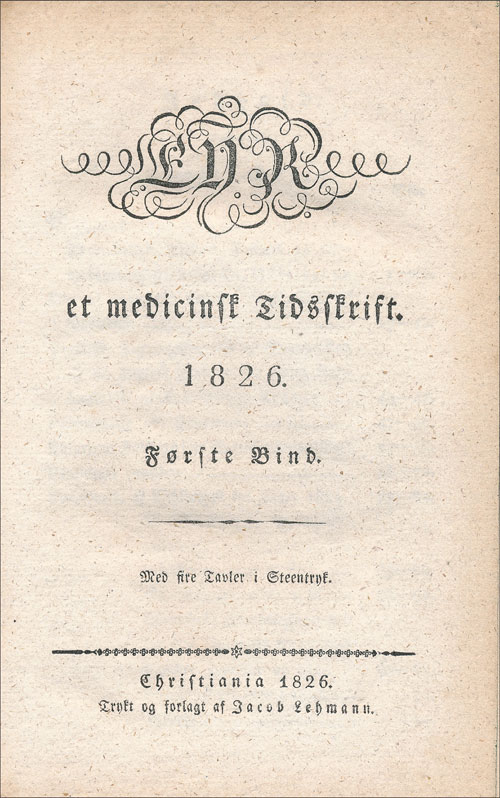 EYR
et medicinsk Tidsskrift.
1826.
Første Bind.
Med fire Tavler i Steentryk.
Christiania 1826.
Trykt og forlagt af Jacob Lehmann.